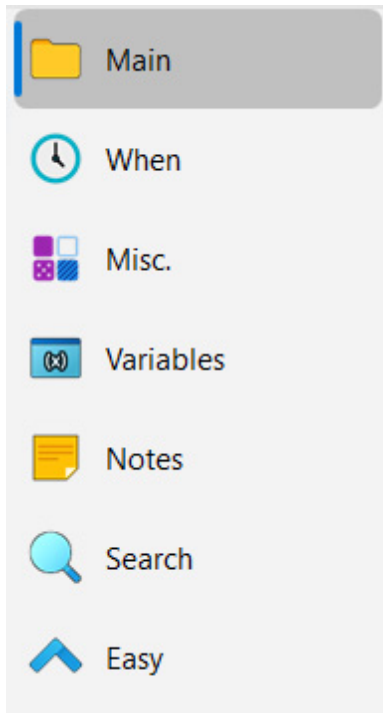 Main
When
Misc.
Variables
Notes
Search
Easy